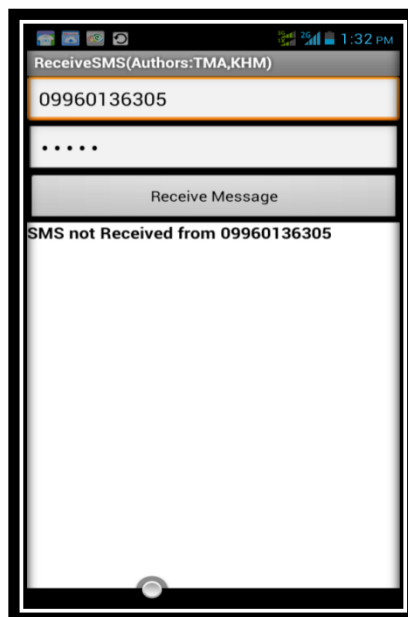 1:32 PM
ReceiveSMS(Authors:TMA,KHM)
09960136305
•••••
Receive Message
SMS not Received from 09960136305